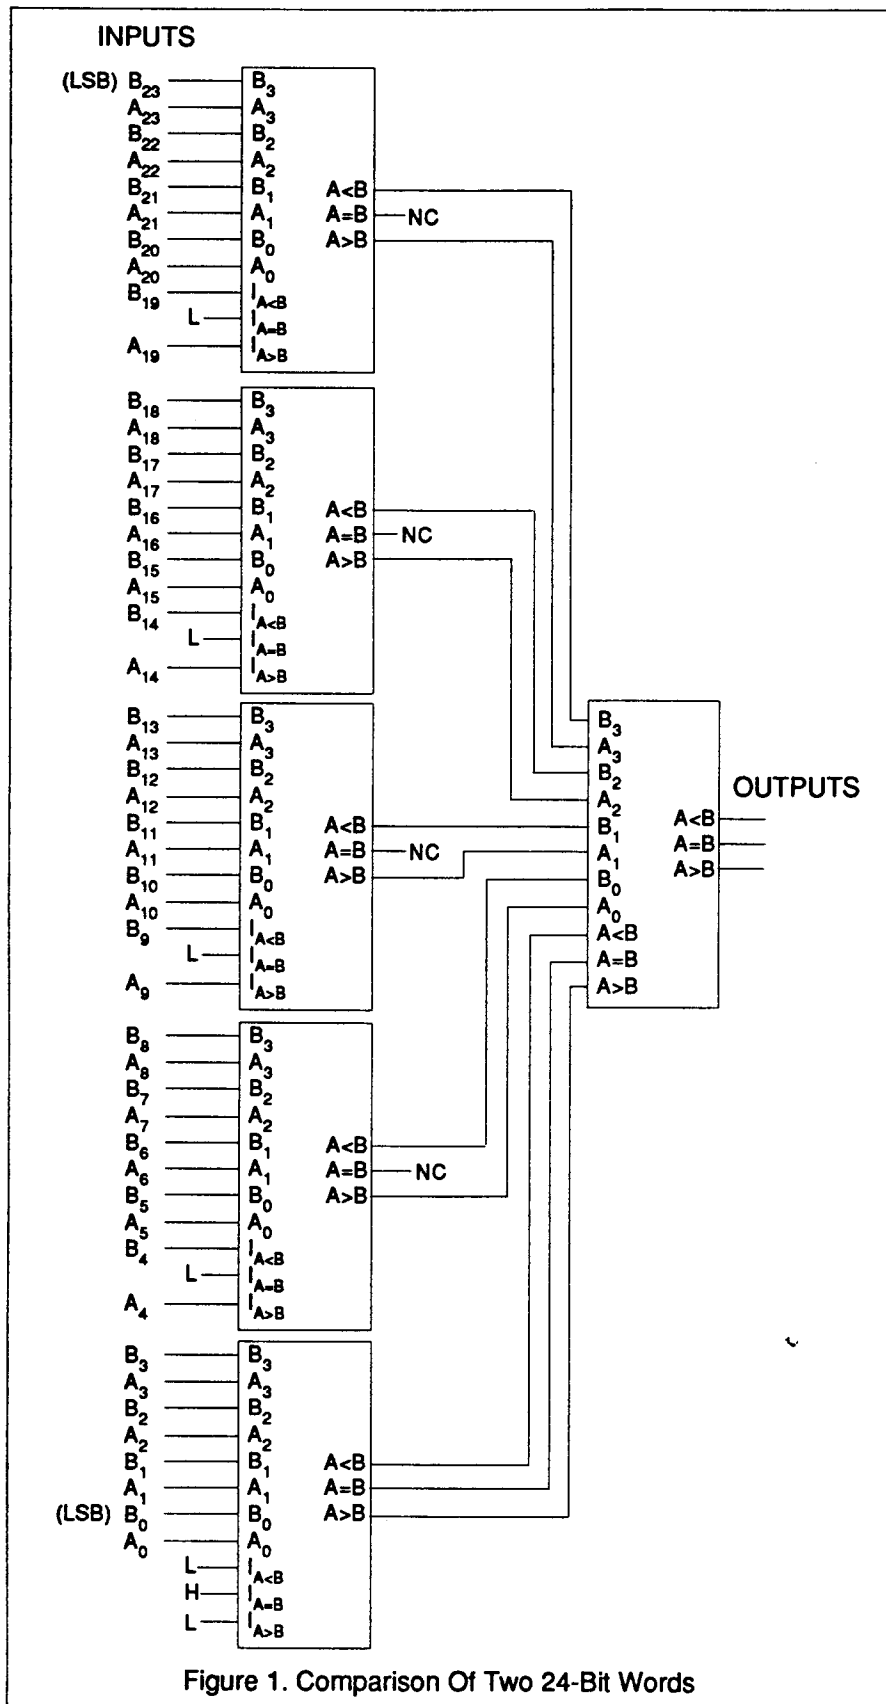 INPUTS
(LSB) B23 B3
A23 A3
B22 B2
A22 A2
B21 B1 A<B
A21 A1 A=B NC
B20 B0 A>B
A20 A0
B19 IA<B
L IA=B
A19 IA>B
B18 B3
A18 A3
B17 B2
A17 A2
B16 B1 A<B
A16 A1 A=B NC
B15 B0 A>B
A15 A0
B14 IA<B
L IA=B
A14 IA>B
B13 B3
A13 A3
B12 B2
A12 A2
B11 B1 A<B
A11 A1 A=B NC
B10 B0 A>B
A10 A0
B9 IA<B
L IA=B
A9 IA>B
B3
A3
B2
A2
B1
A1
B0
A0
A<B
A=B
A>B
OUTPUTS
A<B
A=B
A>B
B8 B3
A8 A3
B7 B2
A7 A2
B6 B1 A<B
A6 A1 A=B NC
B5 B0 A>B
A5 A0
B4 IA<B
L IA=B
A4 IA>B
B3 B3
A3 A3
B2 B2
A2 A2
B1 B1 A<B
A1 A1 A=B
(LSB) B0 B0 A>B
A0 A0
L IA<B
H IA=B
L IA>B
Figure 1. Comparison Of Two 24-Bit Words